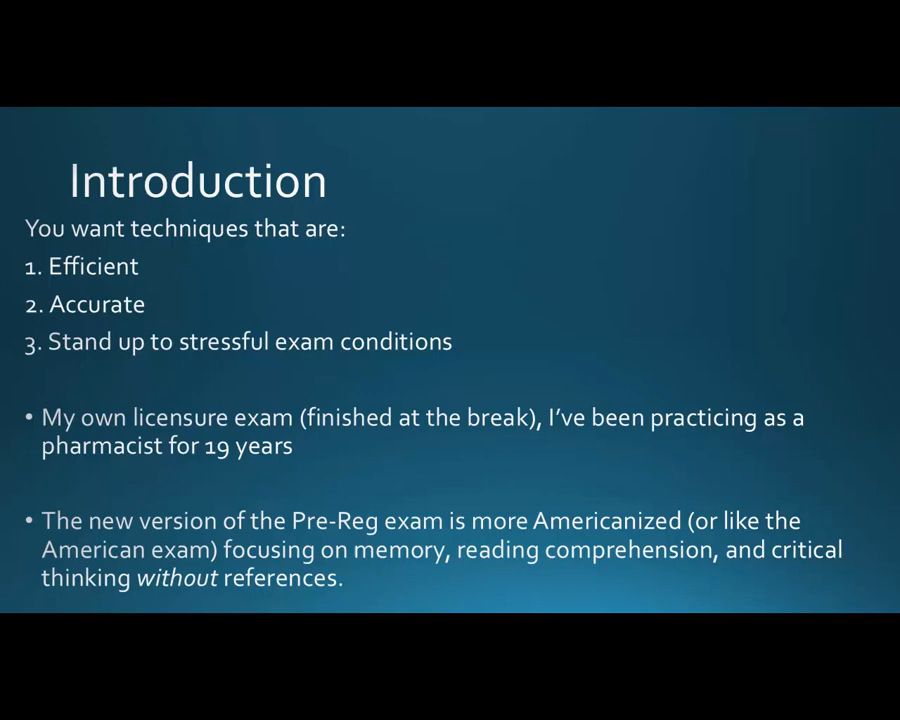 Introduction
You want techniques that are:
1. Efficient
2. Accurate
3. Stand up to stressful exam conditions
• My own licensure exam (finished at the break), I've been practicing as a
pharmacist for 19 years
• The new version of the Pre-Reg exam is more Americanized (or like the
American exam) focusing on memory, reading comprehension, and critical
thinking without references.